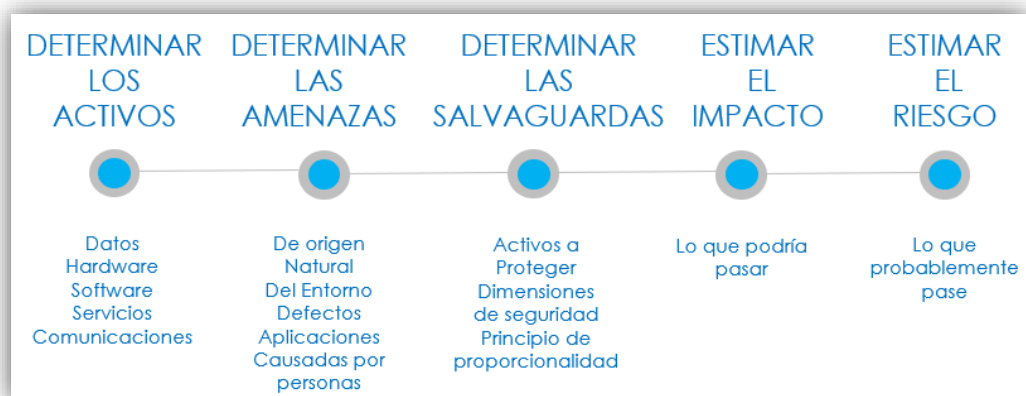 DETERMINAR
LOS
ACTIVOS
DETERMINAR
LAS
AMENAZAS
DETERMINAR
LAS
SALVAGUARDAS
ESTIMAR
EL
IMPACTO
ESTIMAR
EL
RIESGO
Datos
Hardware
Software
Servicios
Comunicaciones
De origen
Natural
Del Entorno
Defectos
Aplicaciones
Causadas por
personas
Activos a
Proteger
Dimensiones
de seguridad
Principio de
proporcionalidad
Lo que podría
pasar
Lo que
probablemente
pase